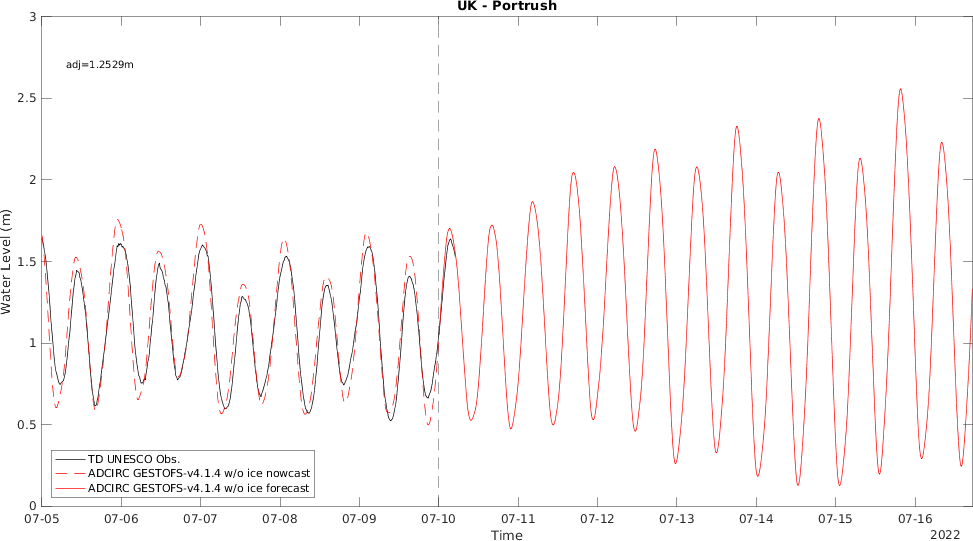 UK - Portrush
3
adj=1.2529m
2.5
2
Water Level (m)
1.5
1
0.5
0
TD UNESCO Obs.
ADCIRC GESTOFS-v4.1.4 w/o ice nowcast
ADCIRC GESTOFS-v4.1.4 w/o ice forecast
07-05 07-06 07-07 07-08 07-09 07-10 07-11 07-12 07-13 07-14 07-15 07-16
Time
2022